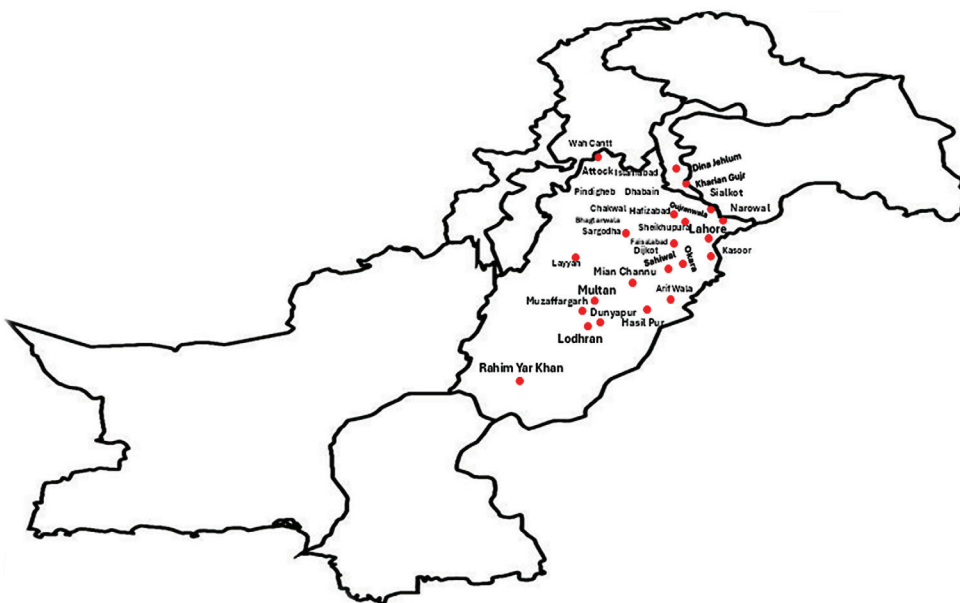 Wah Cantt
Dina Jehlum
Attock
Islamabad
Kharian Gujr
Pindigheb
Dhabain
Sialkot
Chakwal
Hafizabad
Gujranwala
Narowal
Bhagtarwala
Sargodha
Sheikhupura
Lahore
Faisalabad
Dijkot
Kasoor
Layyah
Sahiwal
Okara
Mian Channu
Multan
Arif Wala
Muzaffargarh
Dunyapur
Hasil Pur
Lodhran
Rahim Yar Khan